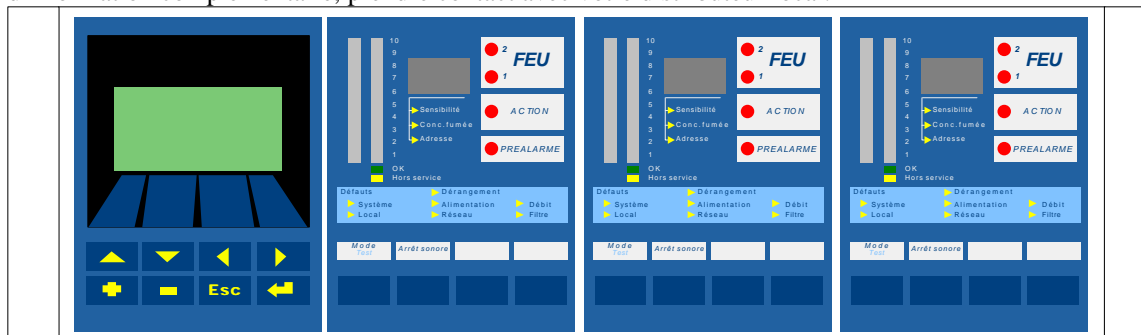 Esc
10
9
8
7
6
5
4
3
2
1
OK
Hors service
Sensibilité
Conc.fumée
Adresse
2
FEU
1
ACTION
PREALARME
Défauts
Dérangement
Système
Alimentation
Débit
Local
Réseau
Filtre
Mode
Test
Arrêt sonore
10
9
8
7
6
5
4
3
2
1
OK
Hors service
Sensibilité
Conc.fumée
Adresse
2
FEU
1
ACTION
PREALARME
Défauts
Dérangement
Système
Alimentation
Débit
Local
Réseau
Filtre
Mode
Test
Arrêt sonore
10
9
8
7
6
5
4
3
2
1
OK
Hors service
Sensibilité
Conc.fumée
Adresse
2
FEU
1
ACTION
PREALARME
Défauts
Dérangement
Système
Alimentation
Débit
Local
Réseau
Filtre
Mode
Test
Arrêt sonore